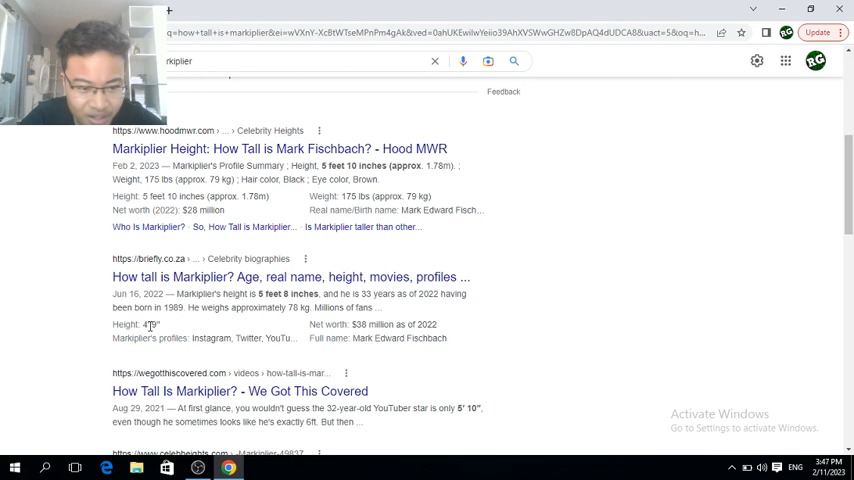 q=how+tall+is+markiplier&ei=wVXnY-XcBtWTseMPnPm4gAk&ved=0ahUKEwilwYeiio39AhXVSWwGHZw8DpAQ4dUDCA8&uact=5&oq=h...
Update
rkiplier
RG
Feedback
https://www.hoodmwr.com › ... › Celebrity Heights
Markiplier Height: How Tall is Mark Fischbach? - Hood MWR
Feb 2, 2023 — Markiplier's Profile Summary ; Height, 5 feet 10 inches (approx. 1.78m). ;
Weight, 175 lbs (approx. 79 kg) ; Hair color, Black ; Eye color, Brown.
Height: 5 feet 10 inches (approx. 1.78m) Weight: 175 lbs (approx. 79 kg)
Net worth (2022): $28 million Real name/Birth name: Mark Edward Fisch...
Who Is Markiplier? · So, How Tall is Markiplier... · Is Markiplier taller than other...
https://briefly.co.za › ... › Celebrity biographies
How tall is Markiplier? Age, real name, height, movies, profiles ...
Jun 16, 2022 — Markiplier's height is 5 feet 8 inches, and he is 33 years as of 2022 having
been born in 1989. He weighs approximately 78 kg. Millions of fans ...
Height: Net worth: $38 million as of 2022
Markiplier's profiles: Instagram, Twitter, YouTu... Full name: Mark Edward Fischbach
https://wegotthiscovered.com › videos › how-tall-is-mar...
How Tall Is Markiplier? - We Got This Covered
Aug 29, 2021 — At first glance, you wouldn't guess the 32-year-old YouTuber star is only 5' 10",
even though he sometimes looks like he's exactly 6ft. But then ...
Activate Windows
Go to Settings to activate Windows.
ENG
3:47 PM
2/11/2023